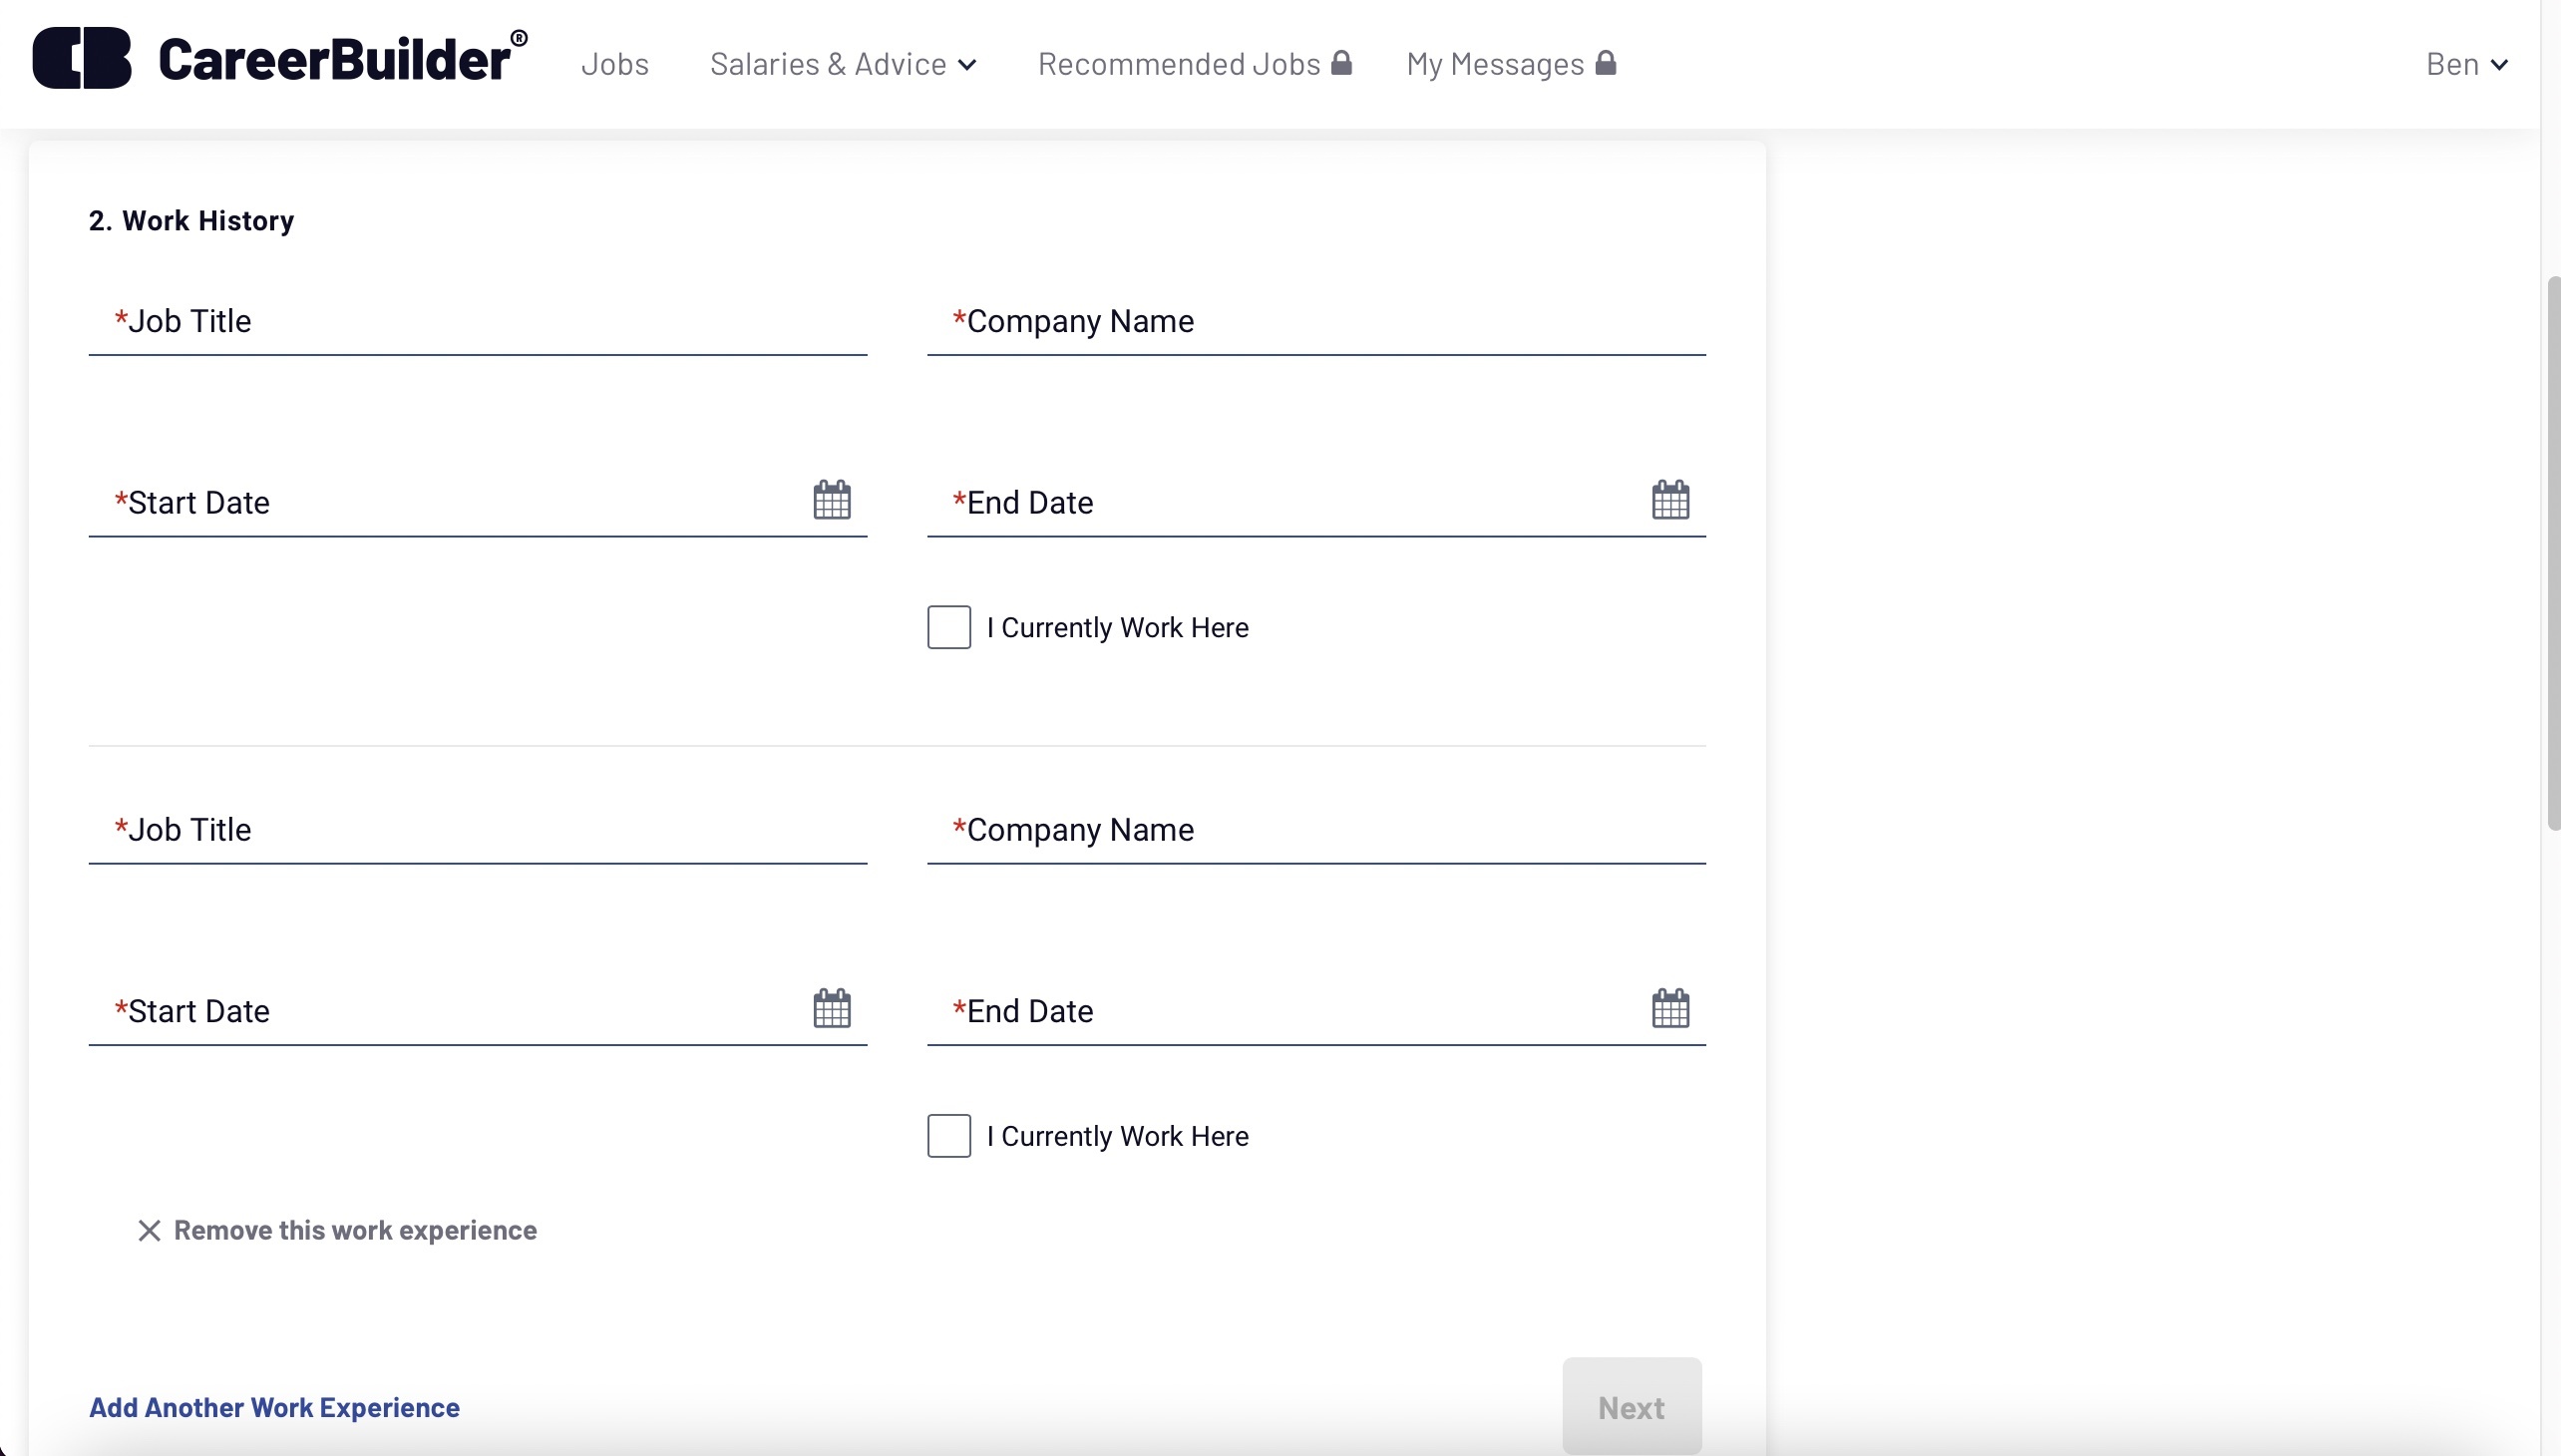 CareerBuilder®
Jobs
Salaries & Advice
Recommended Jobs
My Messages
Ben
2. Work History
*Job Title
*Company Name
*Start Date
*End Date
I Currently Work Here
*Job Title
*Company Name
*Start Date
*End Date
I Currently Work Here
Remove this work experience
Add Another Work Experience
Next